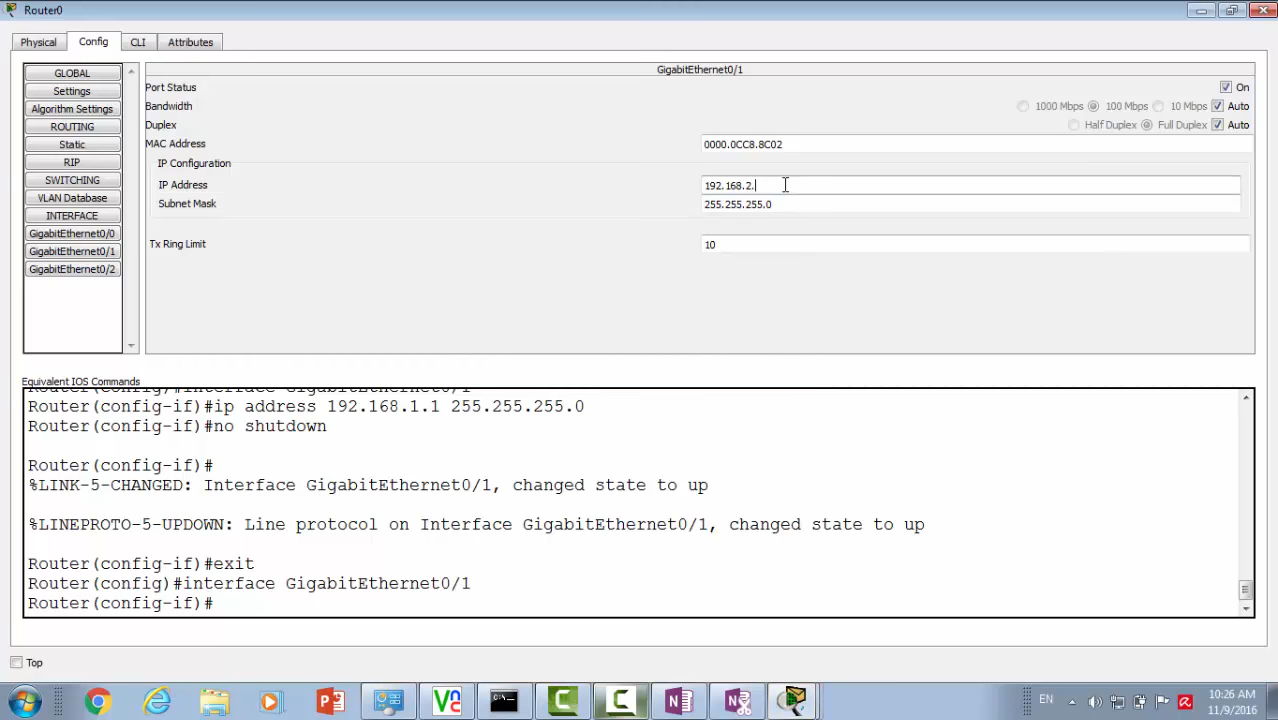 Router0
Physical Config CLI Attributes
GLOBAL
Settings
Algorithm Settings
ROUTING
Static
RIP
SWITCHING
VLAN Database
INTERFACE
GigabitEthernet0/0
GigabitEthernet0/1
GigabitEthernet0/2
GigabitEthernet0/1
Port Status On
Bandwidth 1000 Mbps 100 Mbps 10 Mbps Auto
Duplex Half Duplex Full Duplex Auto
MAC Address 0000.0CC8.8C02
IP Configuration
IP Address 192.168.2.
Subnet Mask 255.255.255.0
Tx Ring Limit 10
Equivalent IOS Commands
Router(config)#interface GigabitEthernet0/1
Router(config-if)#ip address 192.168.1.1 255.255.255.0
Router(config-if)#no shutdown
Router(config-if)#
%LINK-5-CHANGED: Interface GigabitEthernet0/1, changed state to up
%LINEPROTO-5-UPDOWN: Line protocol on Interface GigabitEthernet0/1, changed state to up
Router(config-if)#exit
Router(config)#interface GigabitEthernet0/1
Router(config-if)#
Top
EN
10:26 AM
11/9/2016